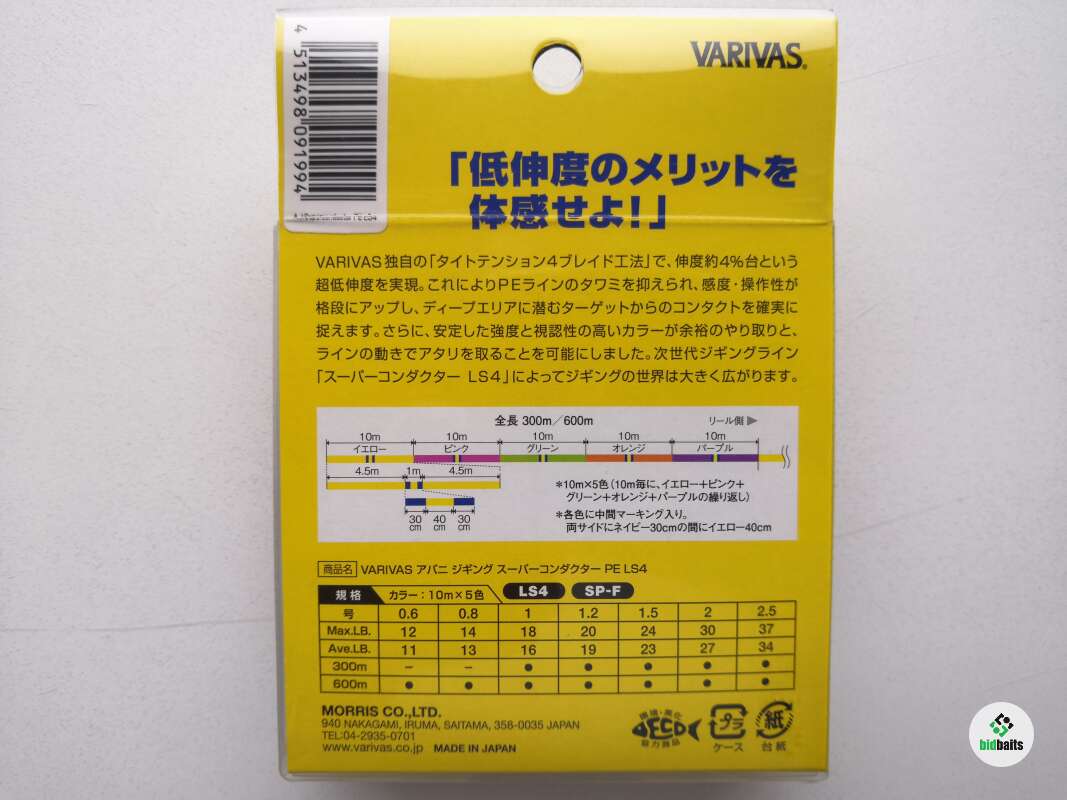 4 513498 091994
VARIVAS®
「低伸度のメリットを
体感せよ！」
VARIVAS独自の「タイトテンション4ブレイド工法」で、伸度約4%台という
超低伸度を実現。これによりPEラインのタワミを抑えられ、感度・操作性が
格段にアップし、ディープエリアに潜むターゲットからのコンタクトを確実に
捉えます。さらに、安定した強度と視認性の高いカラーが余裕のやり取りと、
ラインの動きでアタリを取ることを可能にしました。次世代ジギングライン
「スーパーコンダクター LS4」によってジギングの世界は大きく広がります。
全長 300m／600m リール側 ▶
10m 10m 10m 10m 10m
イエロー ピンク グリーン オレンジ パープル
4.5m 1m 4.5m
30cm 40cm 30cm
＊10m×5色（10m毎に、イエロー＋ピンク＋
グリーン＋オレンジ＋パープルの繰り返し）
＊各色に中間マーキング入り。
両サイドにネイビー30cmの間にイエロー40cm
商品名 VARIVAS アバニ ジギング スーパーコンダクター PE LS4
規格 カラー：10m×5色 LS4 SP-F
号 0.6 0.8 1 1.2 1.5 2 2.5
Max.LB. 12 14 18 20 24 30 37
Ave.LB. 11 13 16 19 23 27 34
300m － － ● ● ● ● ●
600m ● ● ● ● ● ● ●
MORRIS CO.,LTD.
940 NAKAGAMI, IRUMA, SAITAMA, 358-0035 JAPAN
TEL:04-2935-0701
www.varivas.co.jp MADE IN JAPAN
環境・美化
ECO
協力商品
プラ
ケース
紙
台紙
bidbaits